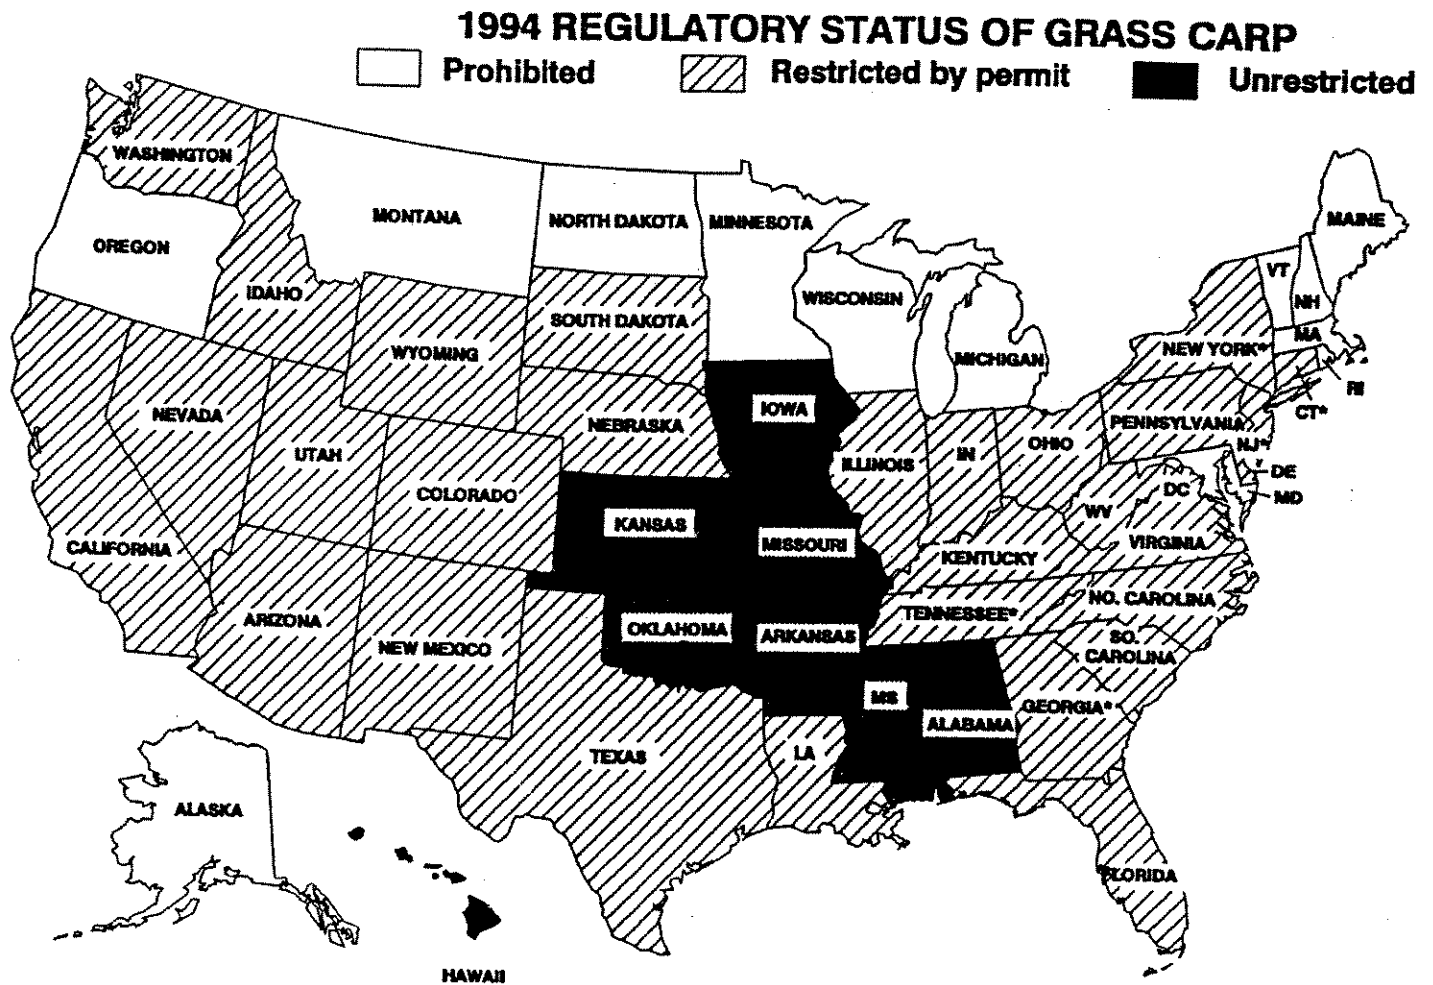 1994 REGULATORY STATUS OF GRASS CARP
Prohibited
Restricted by permit
Unrestricted
WASHINGTON
MONTANA
NORTH DAKOTA
MINNESOTA
MAINE
OREGON
VT
IDAHO
WISCONSIN
NH
SOUTH DAKOTA
MA
WYOMING
MICHIGAN
NEW YORK*
RI
NEVADA
IOWA
CT*
NEBRASKA
PENNSYLVANIA
UTAH
ILLINOIS
IN
OHIO
NJ*
DE
COLORADO
DC
MD
KANSAS
WV
CALIFORNIA
MISSOURI
KENTUCKY
VIRGINIA
ARIZONA
NEW MEXICO
OKLAHOMA
ARKANSAS
TENNESSEE*
NO. CAROLINA
SO.
CAROLINA
MS
GEORGIA*
ALABAMA
TEXAS
LA
ALASKA
FLORIDA
HAWAII